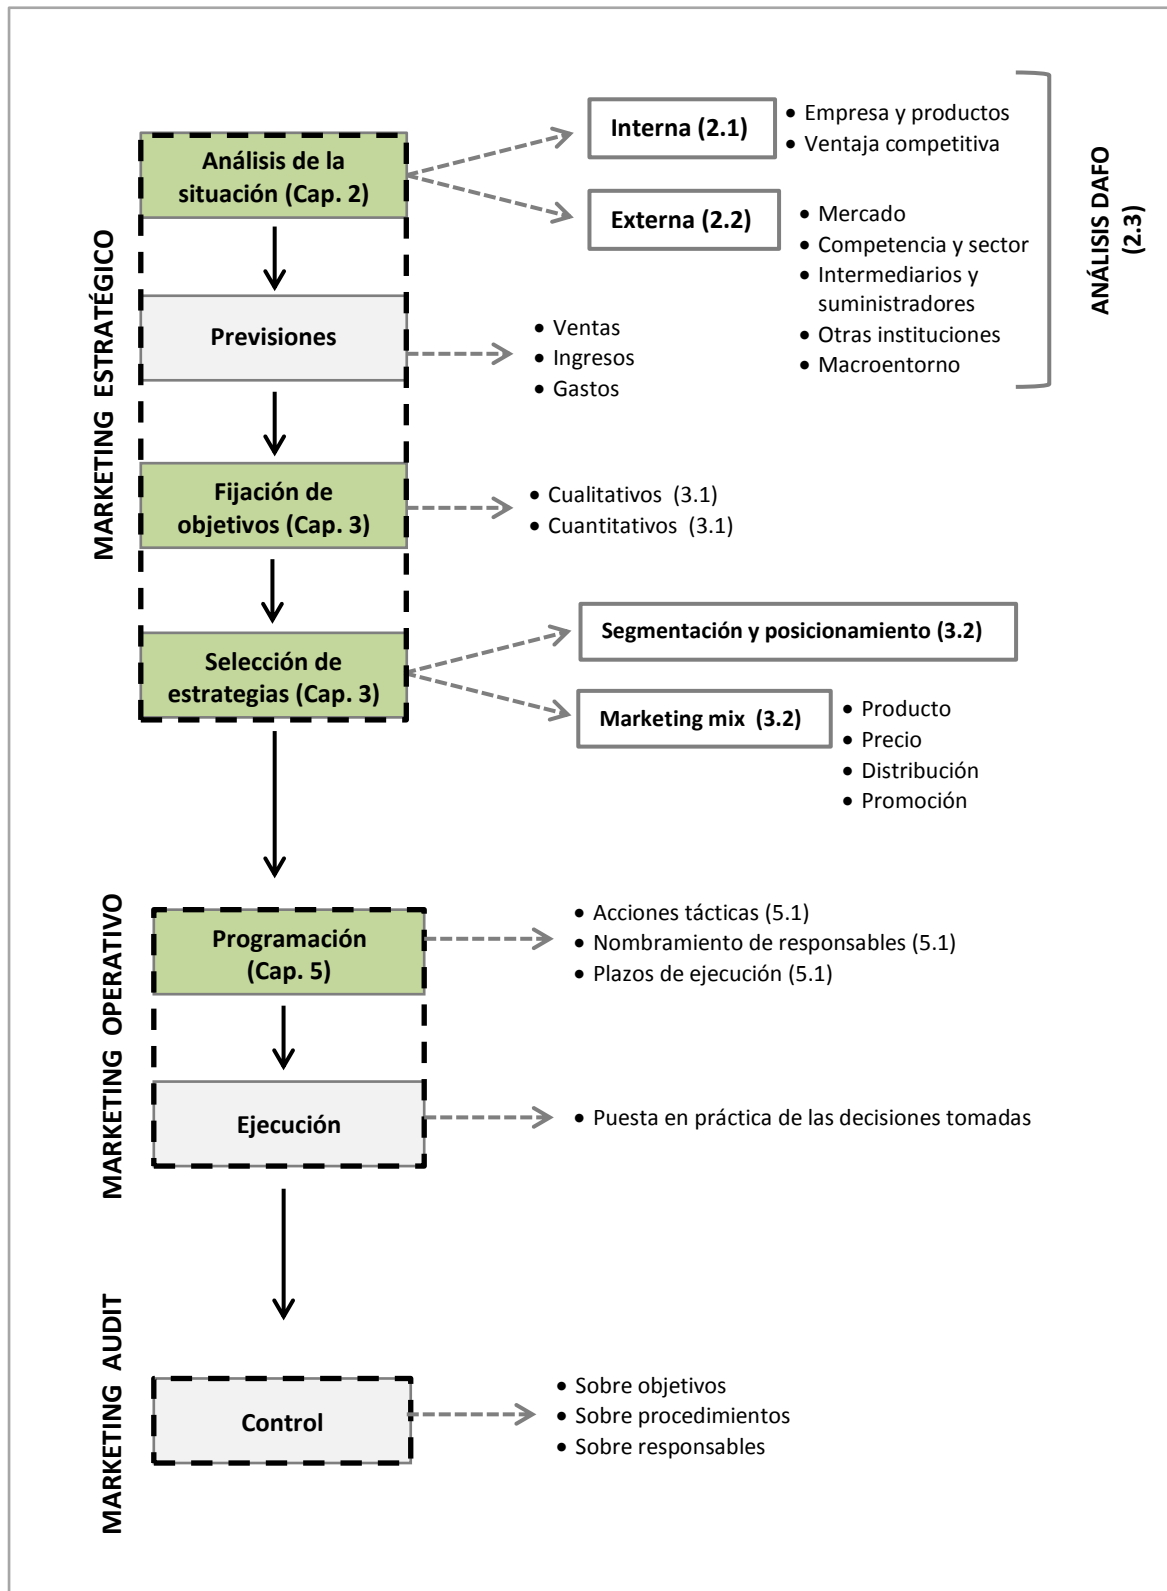 MARKETING ESTRATÉGICO
Análisis de la
situación (Cap. 2)
Interna (2.1)
• Empresa y productos
• Ventaja competitiva
Externa (2.2)
• Mercado
• Competencia y sector
• Intermediarios y
suministradores
• Otras instituciones
• Macroentorno
ANÁLISIS DAFO
(2.3)
Previsiones
• Ventas
• Ingresos
• Gastos
Fijación de
objetivos (Cap. 3)
• Cualitativos (3.1)
• Cuantitativos (3.1)
Selección de
estrategias (Cap. 3)
Segmentación y posicionamiento (3.2)
Marketing mix (3.2)
• Producto
• Precio
• Distribución
• Promoción
MARKETING OPERATIVO
Programación
(Cap. 5)
• Acciones tácticas (5.1)
• Nombramiento de responsables (5.1)
• Plazos de ejecución (5.1)
Ejecución
• Puesta en práctica de las decisiones tomadas
MARKETING AUDIT
Control
• Sobre objetivos
• Sobre procedimientos
• Sobre responsables